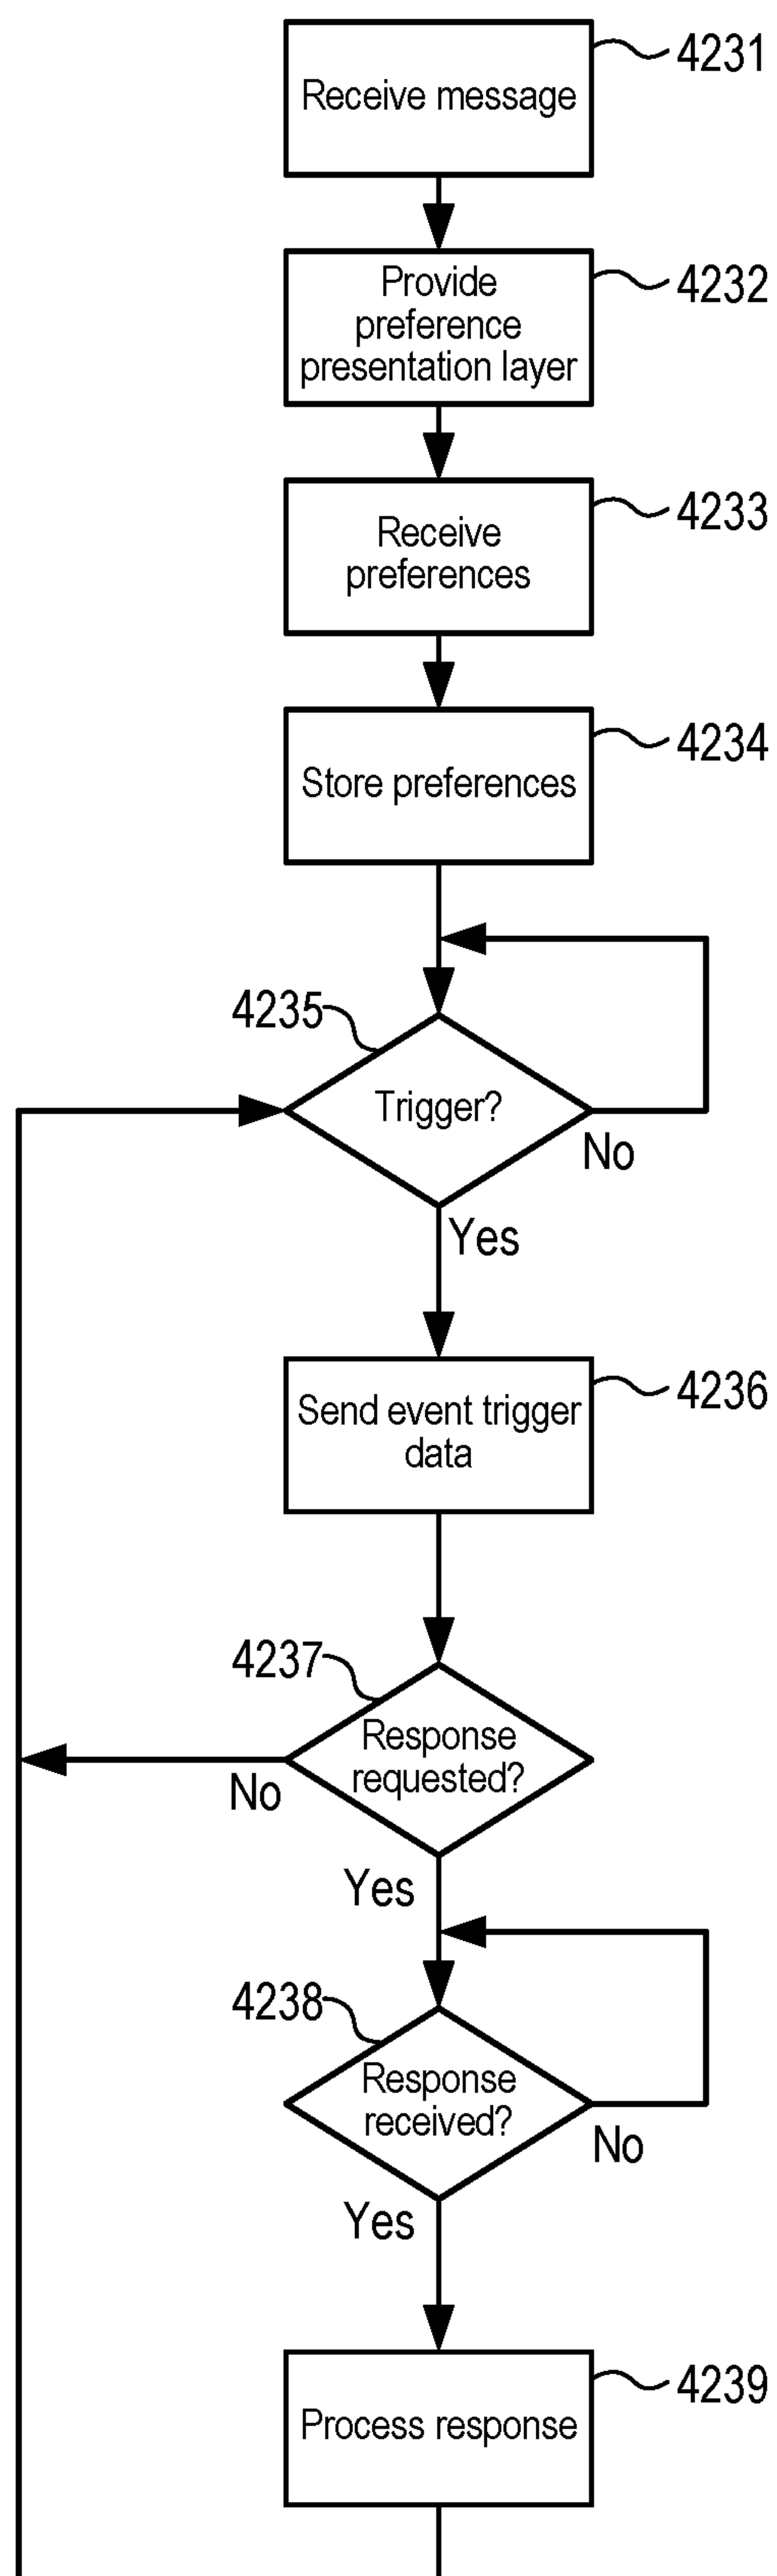 Receive message
4231
Provide
preference
presentation layer
4232
Receive
preferences
4233
Store preferences
4234
4235
Trigger?
No
Yes
Send event trigger
data
4236
4237
Response
requested?
No
Yes
4238
Response
received?
No
Yes
Process response
4239